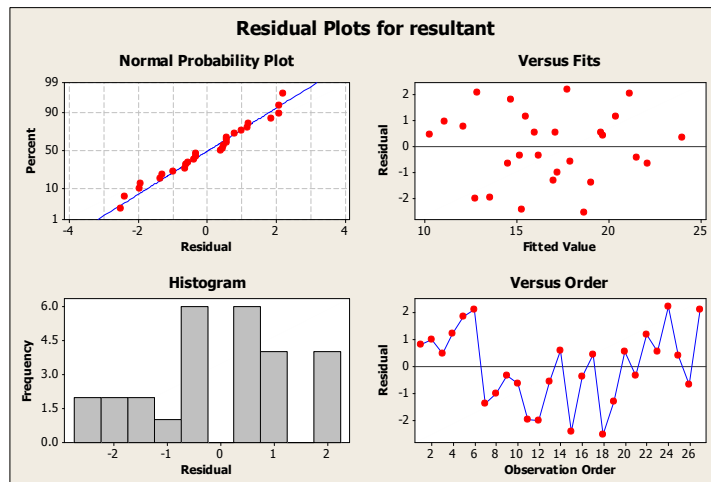 Residual Plots for resultant
Normal Probability Plot
99
90
50
10
1
Percent
-4 -2 0 2 4
Residual
Versus Fits
2
1
0
-1
-2
Residual
10 15 20 25
Fitted Value
Histogram
6.0
4.5
3.0
1.5
0.0
Frequency
-2 -1 0 1 2
Residual
Versus Order
2
1
0
-1
-2
Residual
2 4 6 8 10 12 14 16 18 20 22 24 26
Observation Order